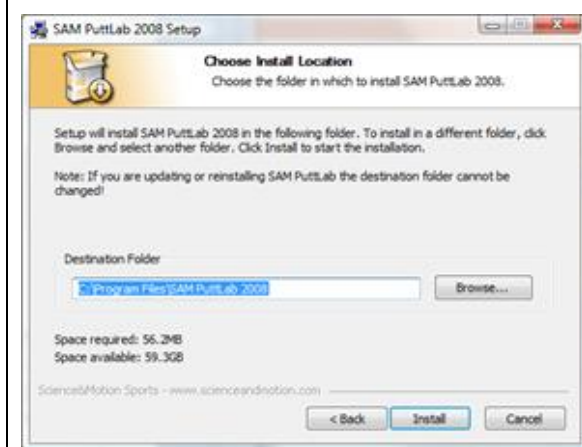 SAM PuttLab 2008 Setup
Choose Install Location
Choose the folder in which to install SAM PuttLab 2008.
Setup will install SAM PuttLab 2008 in the following folder. To install in a different folder, click
Browse and select another folder. Click Install to start the installation.
Note: If you are updating or reinstalling SAM PuttLab the destination folder cannot be
changed!
Destination Folder
C:\Program Files\SAM PuttLab 2008
Browse...
Space required: 56.2MB
Space available: 59.3GB
Science&Motion Sports - www.scienceandmotion.com
< Back Install Cancel